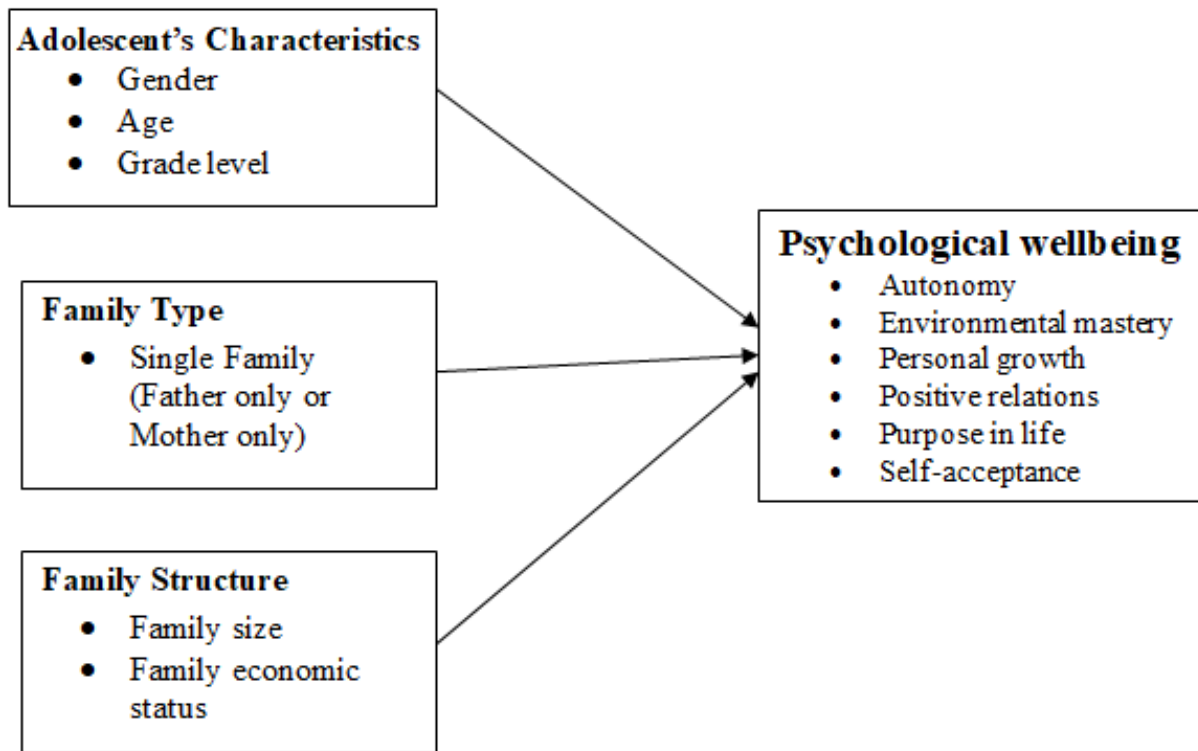 Adolescent's Characteristics
• Gender
• Age
• Grade level
Family Type
• Single Family
(Father only or
Mother only)
Family Structure
• Family size
• Family economic
status
Psychological wellbeing
• Autonomy
• Environmental mastery
• Personal growth
• Positive relations
• Purpose in life
• Self-acceptance